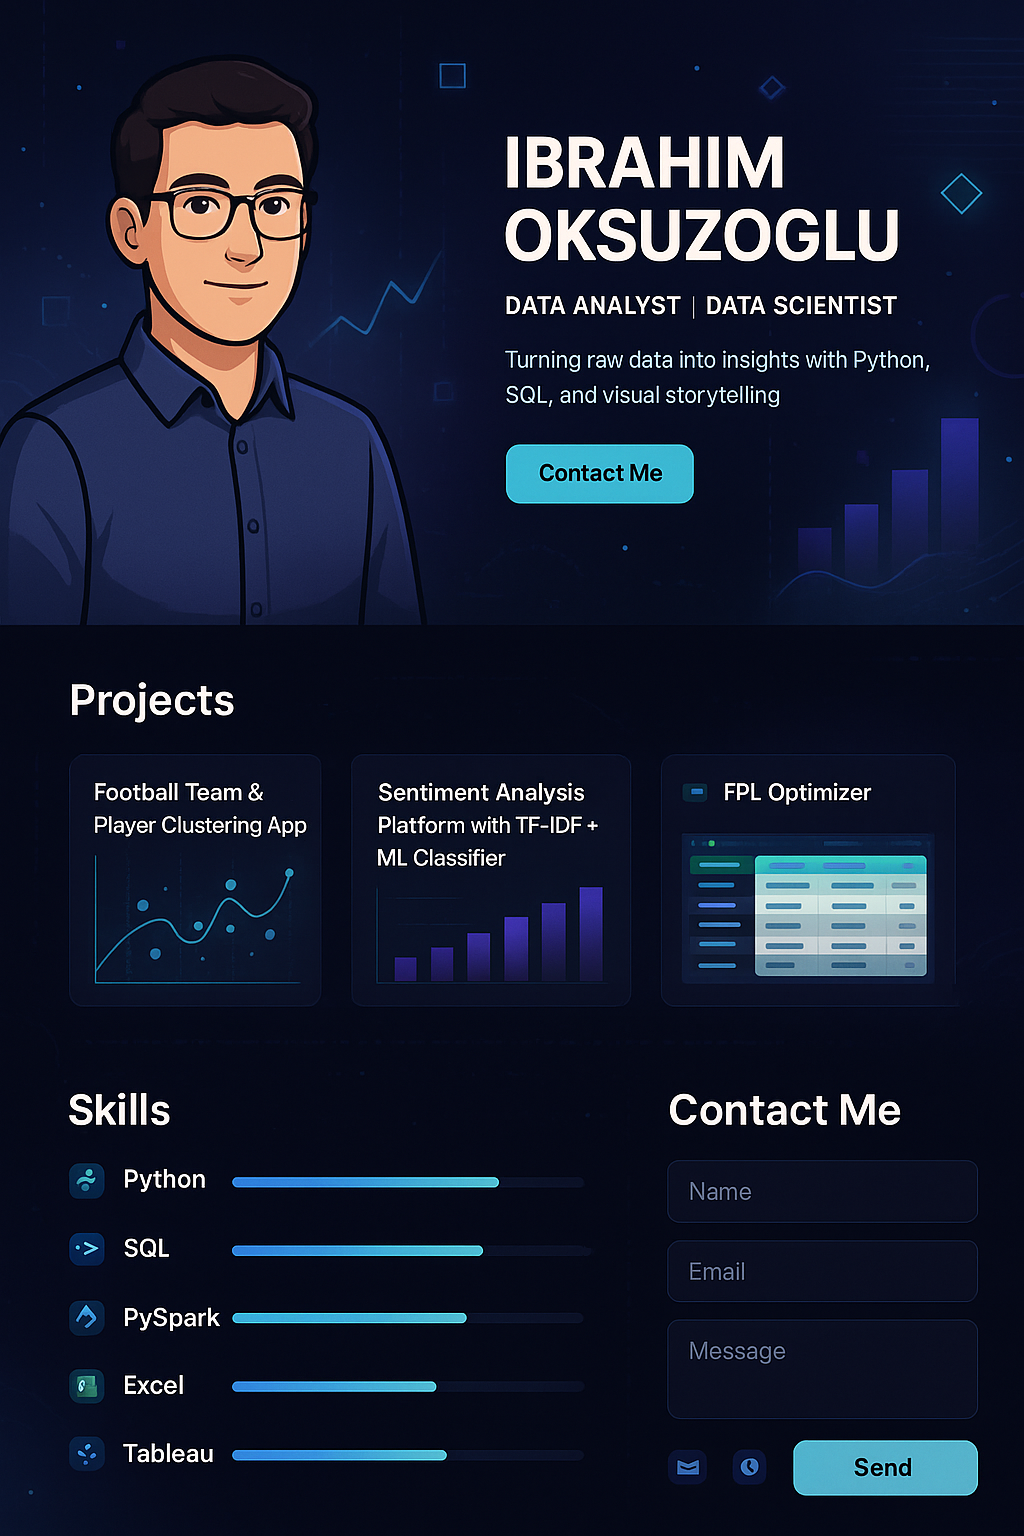 IBRAHIM
OKSUZOGLU
DATA ANALYST | DATA SCIENTIST
Turning raw data into insights with Python,
SQL, and visual storytelling
Contact Me
Projects
Football Team &
Player Clustering App
Sentiment Analysis
Platform with TF-IDF +
ML Classifier
FPL Optimizer
Skills
Python
SQL
PySpark
Excel
Tableau
Contact Me
Name
Email
Message
Send